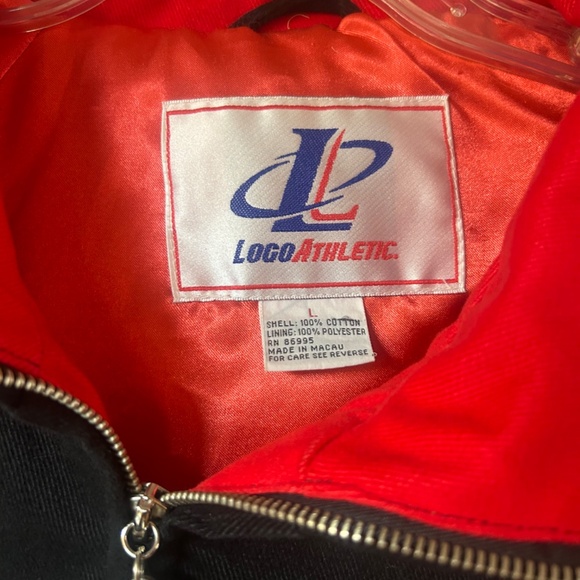 L
LOGOATHLETIC.
L
SHELL: 100% COTTON
LINING: 100% POLYESTER
RN 86995
MADE IN MACAU
FOR CARE SEE REVERSE